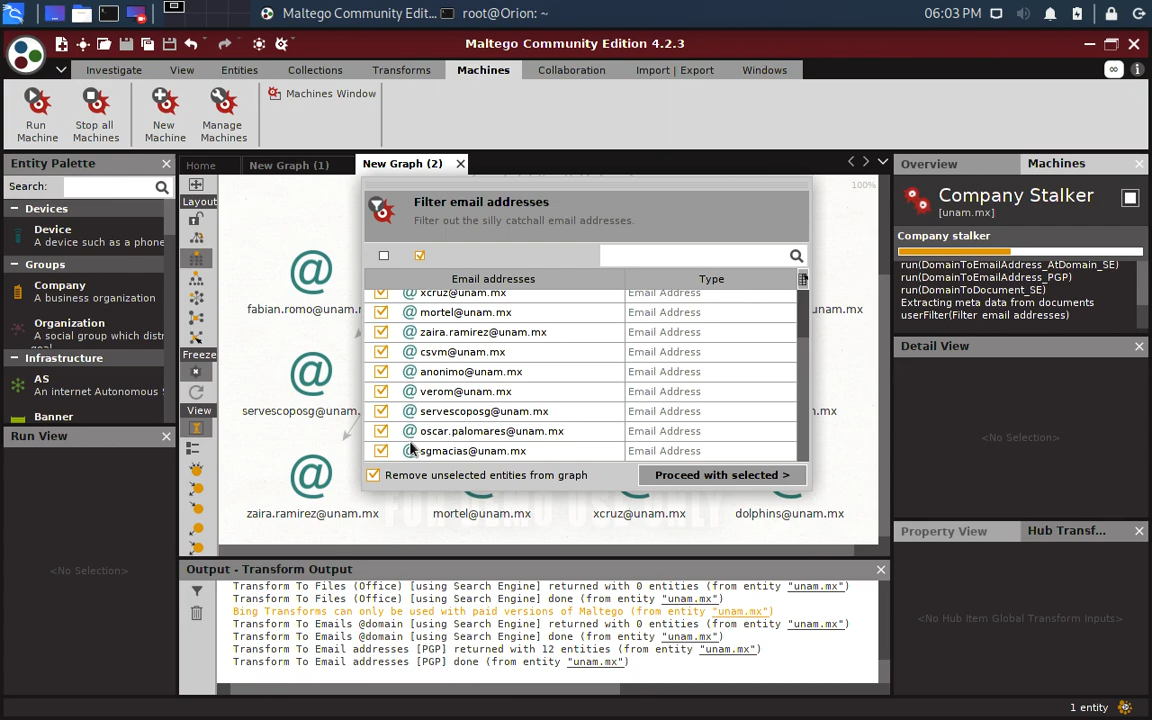 Maltego Community Edit...
root@Orion: ~
06:03 PM
Maltego Community Edition 4.2.3
Investigate
View
Entities
Collections
Transforms
Machines
Collaboration
Import | Export
Windows
Run Machine
Stop all Machines
New Machine
Manage Machines
Machines Window
Entity Palette
Search:
Devices
Device
A device such as a phone
Groups
Company
A business organization
Organization
A social group which distr
Infrastructure
AS
An internet Autonomous S
Banner
Run View
<No Selection>
Home
New Graph (1)
New Graph (2)
Layout
Freeze
View
100%
fabian.romo@unam.m
servescoposg@unam.
zaira.ramirez@unam.mx
mortel@unam.mx
xcruz@unam.mx
dolphins@unam.mx
unam.mx
m.mx
FOR DEMO USE ONLY
Filter email addresses
Filter out the silly catchall email addresses.
Email addresses
Type
xcruz@unam.mx
Email Address
mortel@unam.mx
Email Address
zaira.ramirez@unam.mx
Email Address
csvm@unam.mx
Email Address
anonimo@unam.mx
Email Address
verom@unam.mx
Email Address
servescoposg@unam.mx
Email Address
oscar.palomares@unam.mx
Email Address
sgmacias@unam.mx
Email Address
Remove unselected entities from graph
Proceed with selected >
Output - Transform Output
Transform To Files (Office) [using Search Engine] returned with 0 entities (from entity "unam.mx")
Transform To Files (Office) [using Search Engine] done (from entity "unam.mx")
Bing Transforms can only be used with paid versions of Maltego (from entity "unam.mx")
Transform To Emails @domain [using Search Engine] returned with 0 entities (from entity "unam.mx")
Transform To Emails @domain [using Search Engine] done (from entity "unam.mx")
Transform To Email addresses [PGP] returned with 12 entities (from entity "unam.mx")
Transform To Email addresses [PGP] done (from entity "unam.mx")
Overview
Machines
Company Stalker
[unam.mx]
Company stalker
run(DomainToEmailAddress_AtDomain_SE)
run(DomainToEmailAddress_PGP)
run(DomainToDocument_SE)
Extracting meta data from documents
userFilter(Filter email addresses)
Detail View
<No Selection>
Property View
Hub Transf...
<No Hub Item Global Transform Inputs>
1 entity